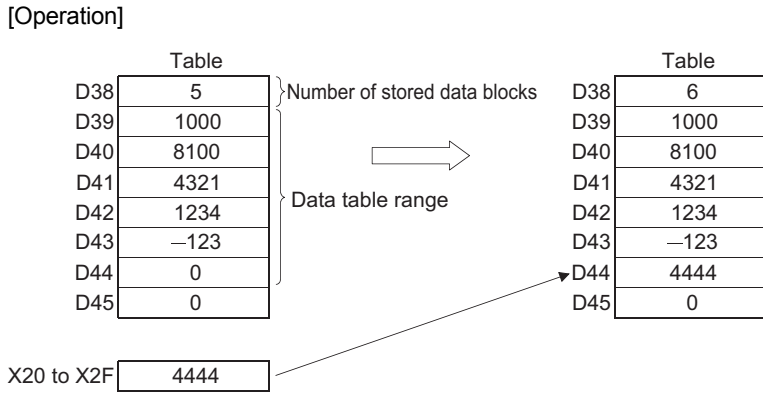 [Operation]
Table Table
D38 5 Number of stored data blocks D38 6
D39 1000 D39 1000
D40 8100 D40 8100
D41 4321 D41 4321
D42 1234 Data table range D42 1234
D43 –123 D43 –123
D44 0 D44 4444
D45 0 D45 0
X20 to X2F 4444